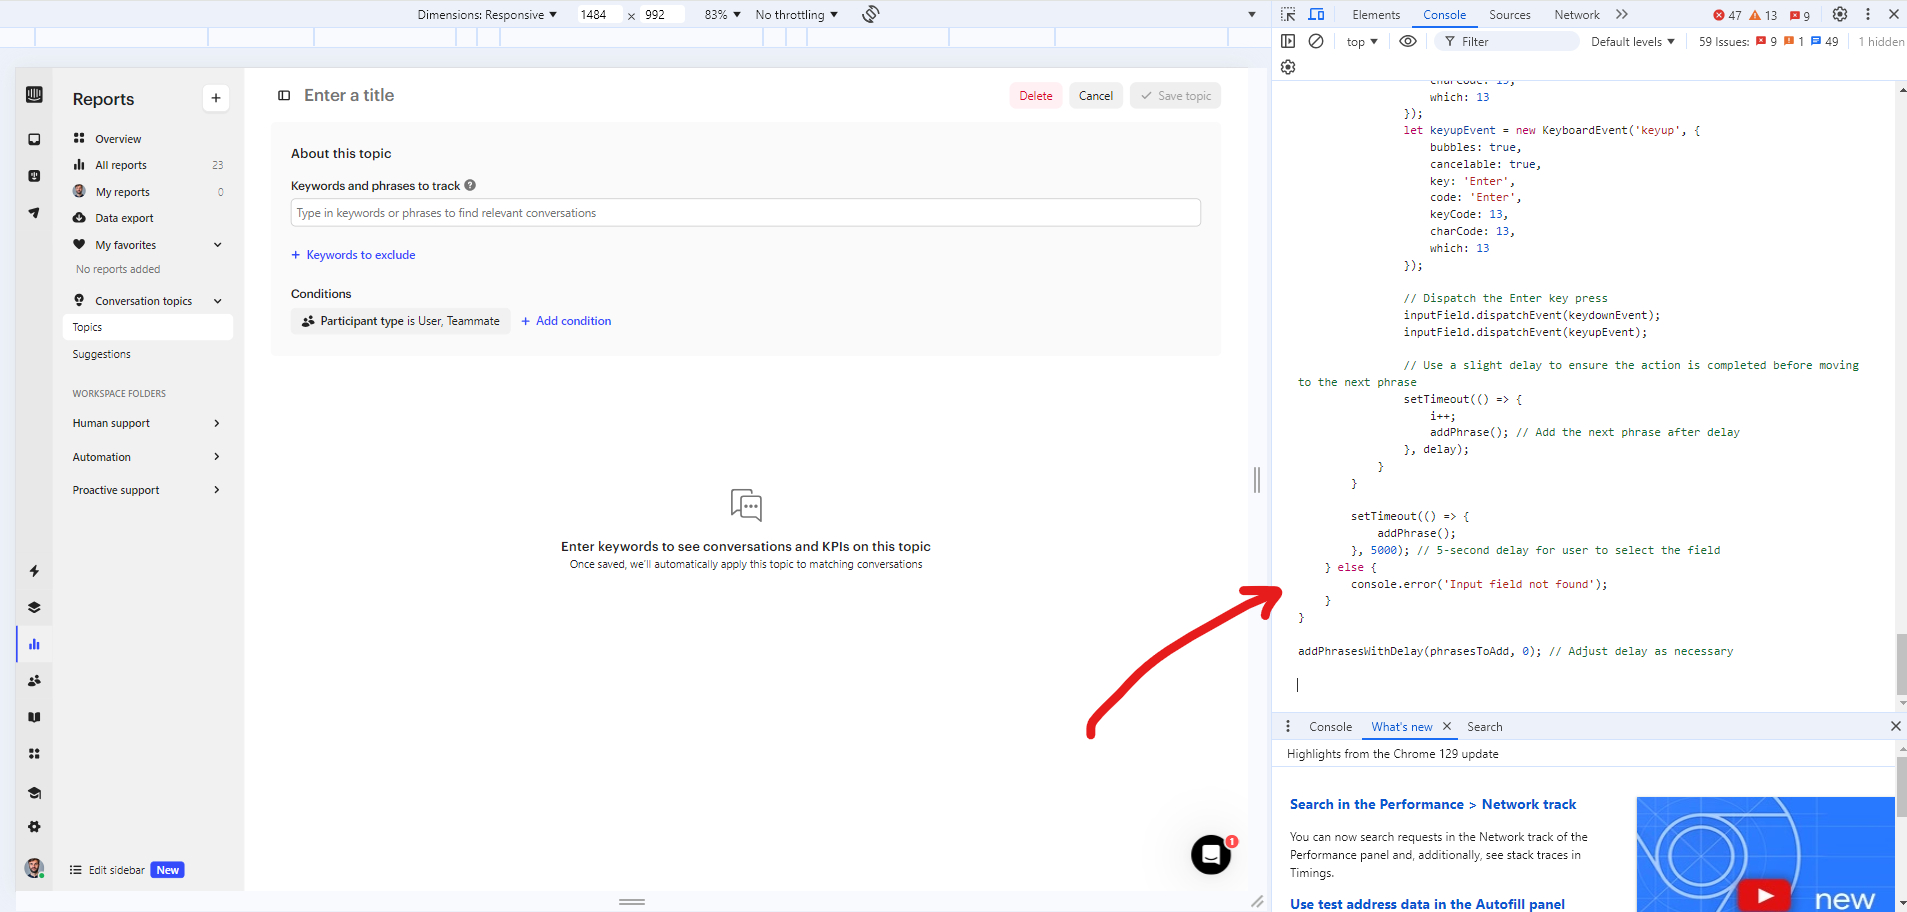 Dimensions: Responsive ▼ 1484 x 992 83% ▼ No throttling ▼
Elements Console Sources Network 47 13 9
top ▼ Filter Default levels ▼ 59 Issues: 9 1 49 1 hidden
Reports
+
Overview
All reports 23
My reports 0
Data export
My favorites
No reports added
Conversation topics
Topics
Suggestions
WORKSPACE FOLDERS
Human support
Automation
Proactive support
Edit sidebar New
Enter a title
Delete Cancel Save topic
About this topic
Keywords and phrases to track ?
Type in keywords or phrases to find relevant conversations
+ Keywords to exclude
Conditions
Participant type is User, Teammate + Add condition
Enter keywords to see conversations and KPIs on this topic
Once saved, we'll automatically apply this topic to matching conversations
1
charCode: 13,
which: 13
});
let keyupEvent = new KeyboardEvent('keyup', {
bubbles: true,
cancelable: true,
key: 'Enter',
code: 'Enter',
keyCode: 13,
charCode: 13,
which: 13
});
// Dispatch the Enter key press
inputField.dispatchEvent(keydownEvent);
inputField.dispatchEvent(keyupEvent);
// Use a slight delay to ensure the action is completed before moving
to the next phrase
setTimeout(() => {
i++;
addPhrase(); // Add the next phrase after delay
}, delay);
}
}
setTimeout(() => {
addPhrase();
}, 5000); // 5-second delay for user to select the field
} else {
console.error('Input field not found');
}
}
addPhrasesWithDelay(phrasesToAdd, 0); // Adjust delay as necessary
Console What's new Search
Highlights from the Chrome 129 update
Search in the Performance > Network track
You can now search requests in the Network track of the
Performance panel and, additionally, see stack traces in
Timings.
Use test address data in the Autofill panel
new